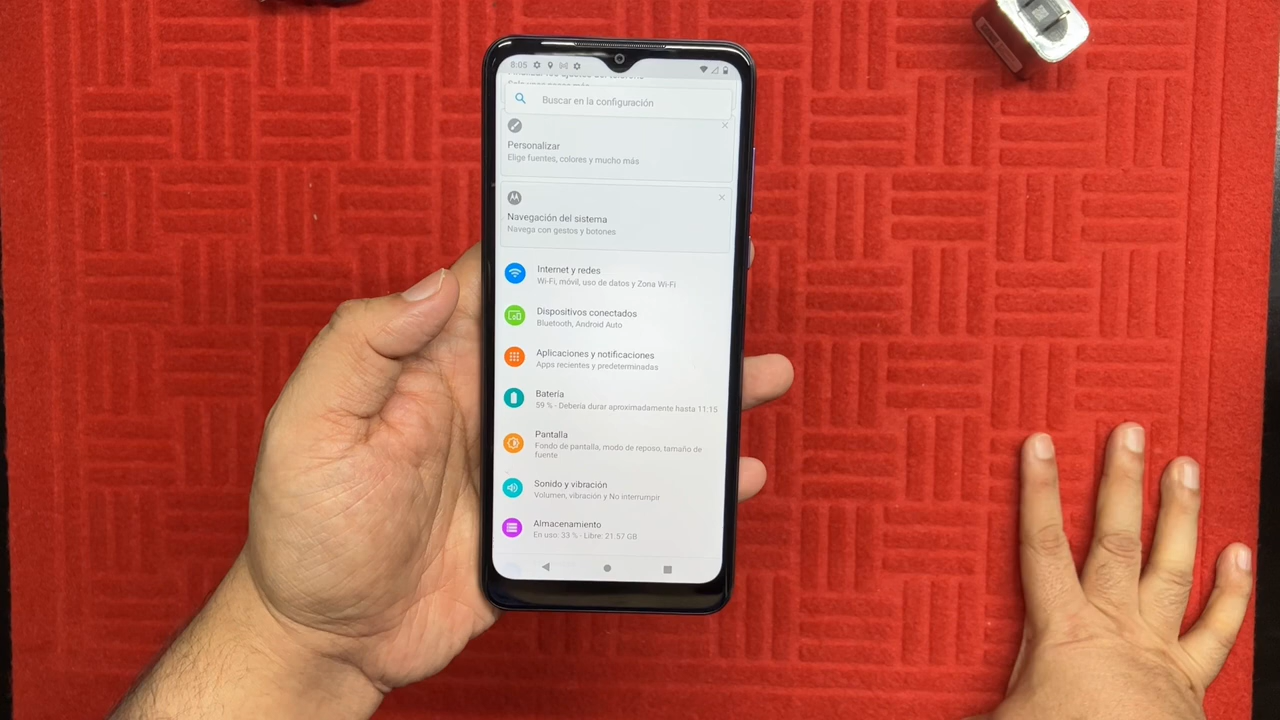 8:05
Buscar en la configuración
Personalizar
Elige fuentes, colores y mucho más
Navegación del sistema
Navega con gestos y botones
Internet y redes
Wi-Fi, móvil, uso de datos y Zona Wi-Fi
Dispositivos conectados
Bluetooth, Android Auto
Aplicaciones y notificaciones
Apps recientes y predeterminadas
Batería
59 % - Debería durar aproximadamente hasta 11:15
Pantalla
Fondo de pantalla, modo de reposo, tamaño de
fuente
Sonido y vibración
Volumen, vibración y No interrumpir
Almacenamiento
En uso: 33 % - Libre: 21.57 GB